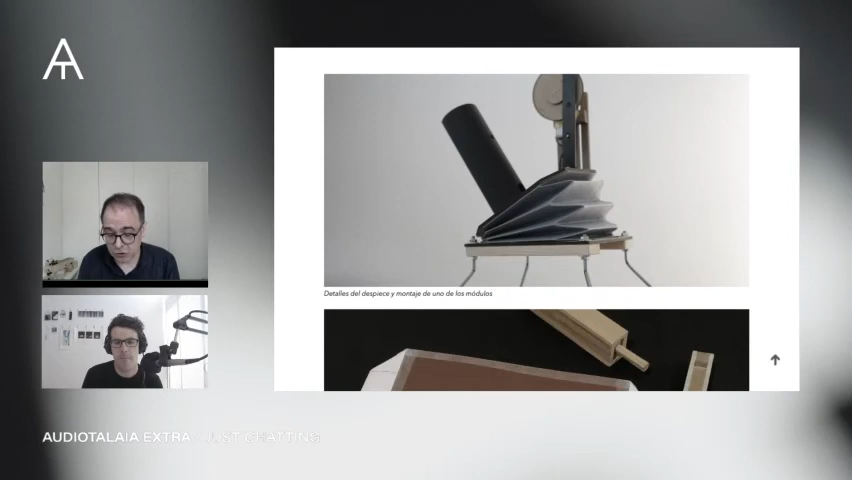 AT
Detalles del despiece y montaje de uno de los módulos
AUDIOTALAIA EXTRA - JUST CHATTING